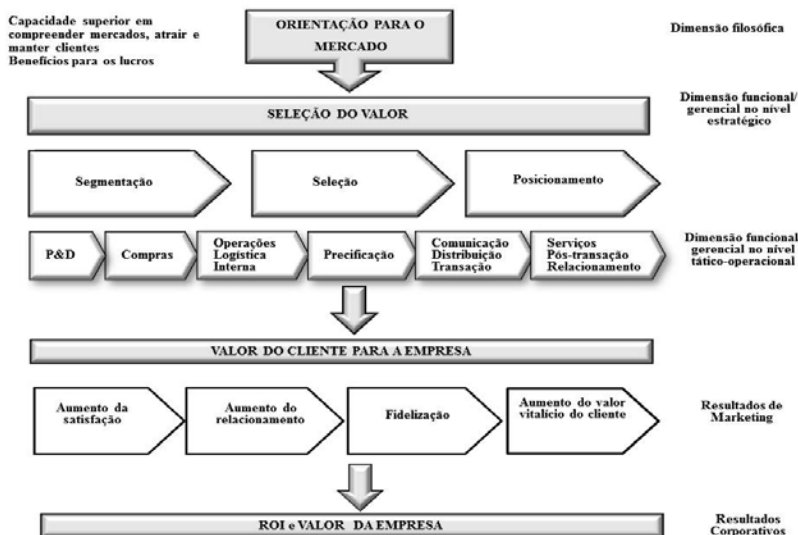 Capacidade superior em
compreender mercados, atrair e
manter clientes
Benefícios para os lucros
ORIENTAÇÃO PARA O
MERCADO
Dimensão filosófica
SELEÇÃO DO VALOR
Dimensão funcional/
gerencial no nível
estratégico
Segmentação
Seleção
Posicionamento
P&D
Compras
Operações
Logística
Interna
Precificação
Comunicação
Distribuição
Transação
Serviços
Pós-transação
Relacionamento
Dimensão funcional
gerencial no nível
tático-operacional
VALOR DO CLIENTE PARA A EMPRESA
Aumento da
satisfação
Aumento do
relacionamento
Fidelização
Aumento do valor
vitalício do cliente
Resultados de
Marketing
ROI e VALOR DA EMPRESA
Resultados
Corporativos